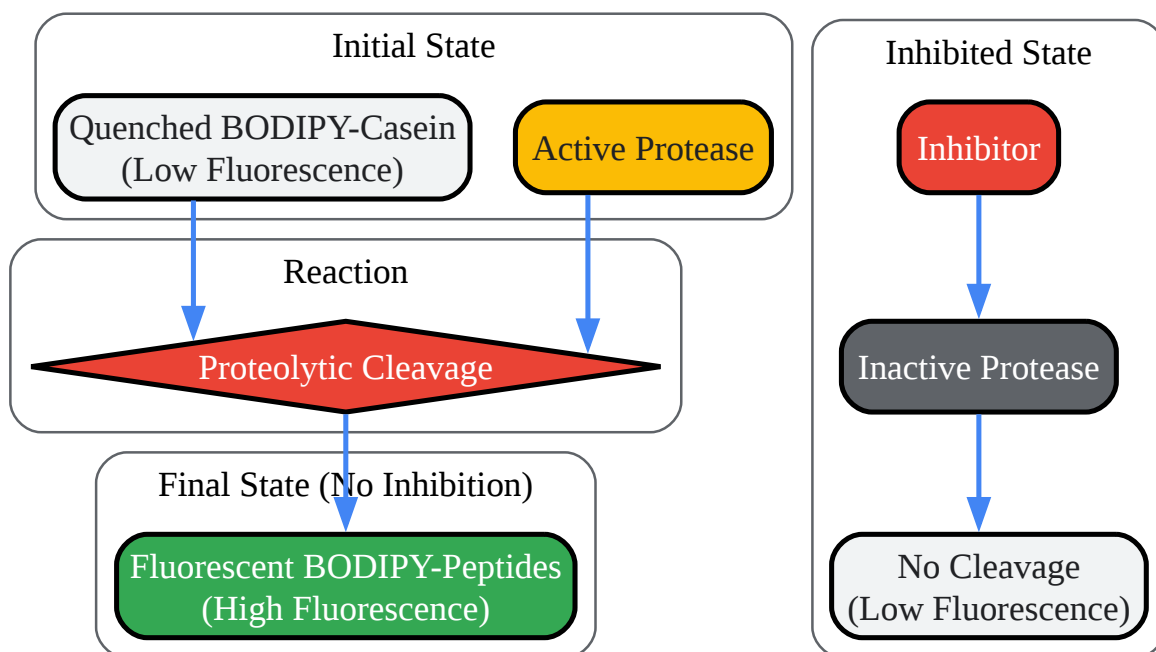 Initial State
Quenched BODIPY-Casein
(Low Fluorescence)
Active Protease
Reaction
Proteolytic Cleavage
Final State (No Inhibition)
Fluorescent BODIPY-Peptides
(High Fluorescence)
Inhibited State
Inhibitor
Inactive Protease
No Cleavage
(Low Fluorescence)